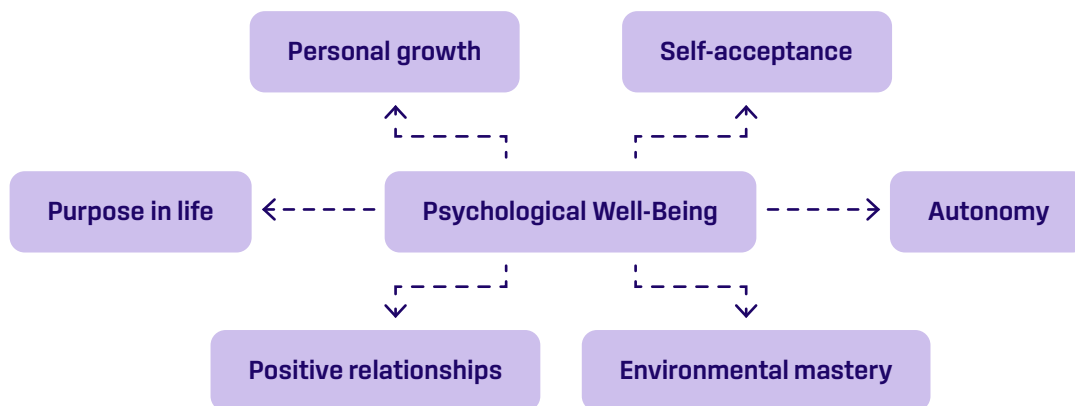 Personal growth
Self-acceptance
Purpose in life
Psychological Well-Being
Autonomy
Positive relationships
Environmental mastery